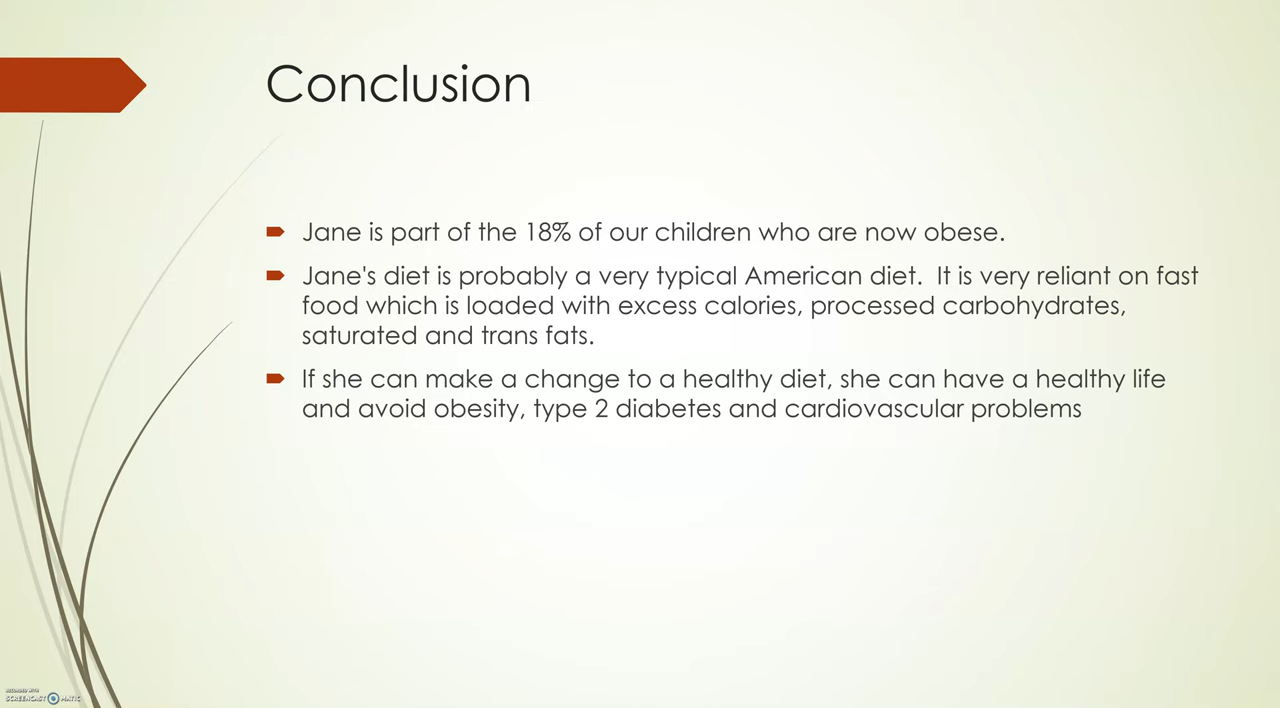 Conclusion
Jane is part of the 18% of our children who are now obese.
Jane's diet is probably a very typical American diet.  It is very reliant on fast
food which is loaded with excess calories, processed carbohydrates,
saturated and trans fats.
If she can make a change to a healthy diet, she can have a healthy life
and avoid obesity, type 2 diabetes and cardiovascular problems
RECORDED WITH
SCREENCAST MATIC